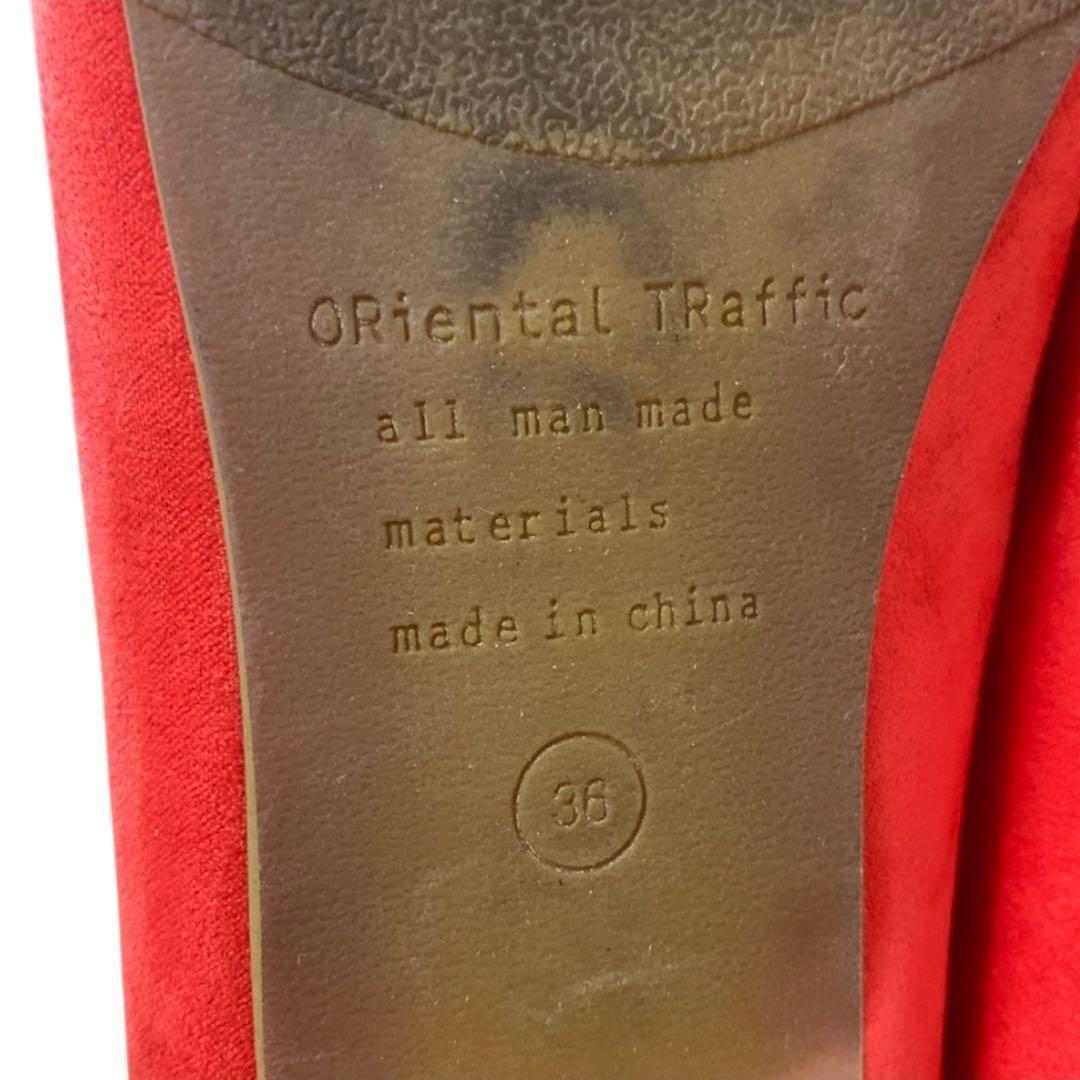 ORiental TRaffic
all man made
materials
made in china
36